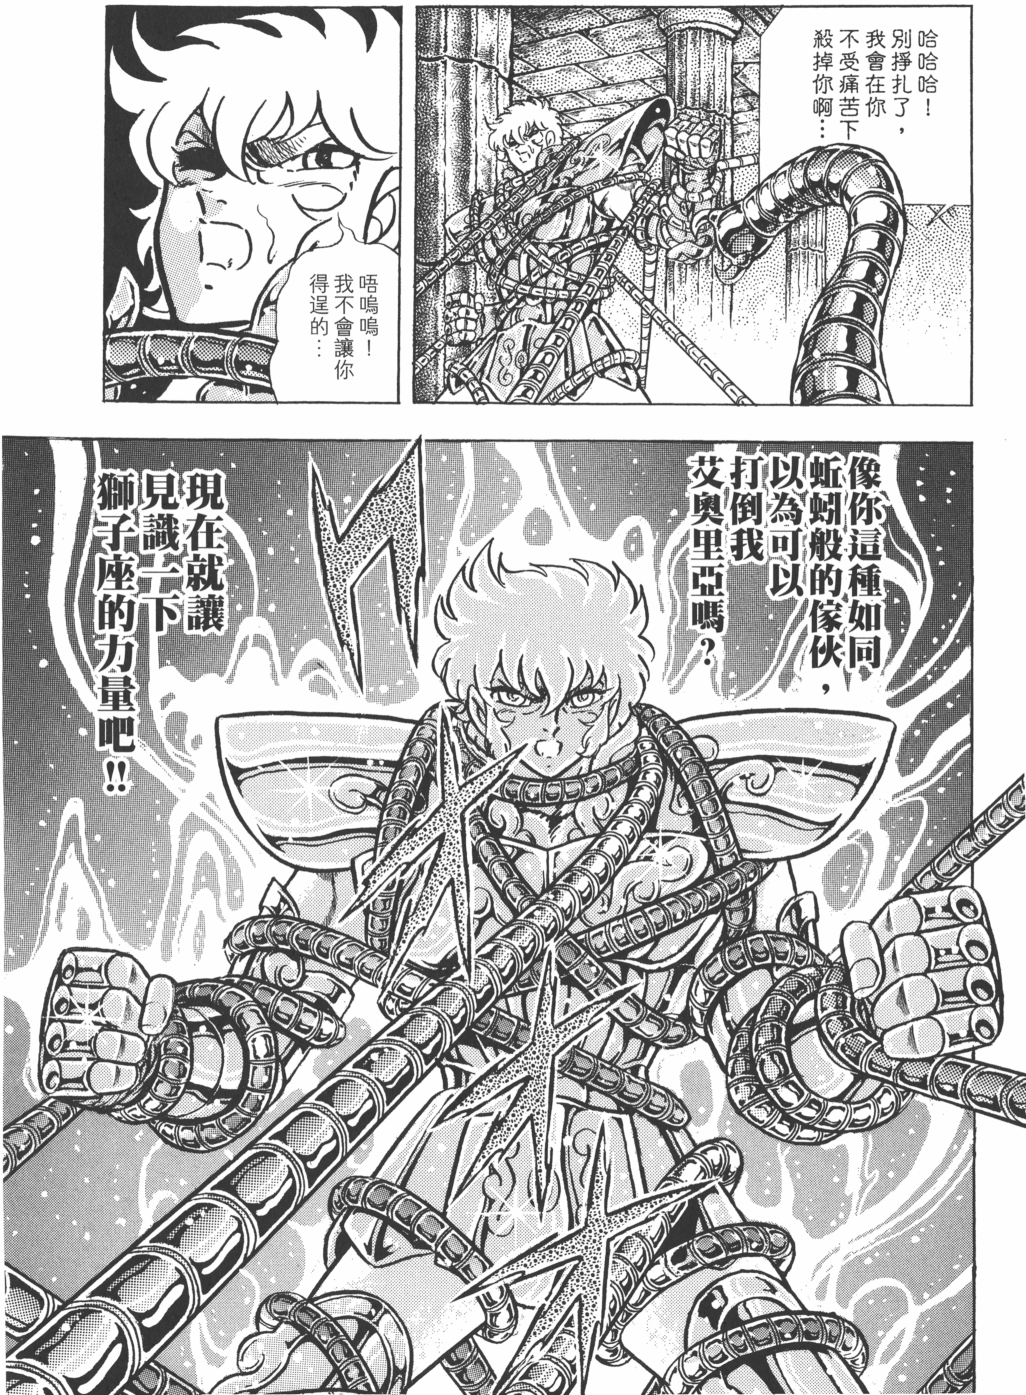 哈哈哈！
別掙扎了，
我會在你
不受痛苦下
殺掉你啊…
唔嗚嗚！
我不會讓你
得逞的…
像你這種如同
蚯蚓般的傢伙，
以為可以
打倒我
艾奧里亞嗎？
現在就讓
見識一下
獅子座的力量吧!!